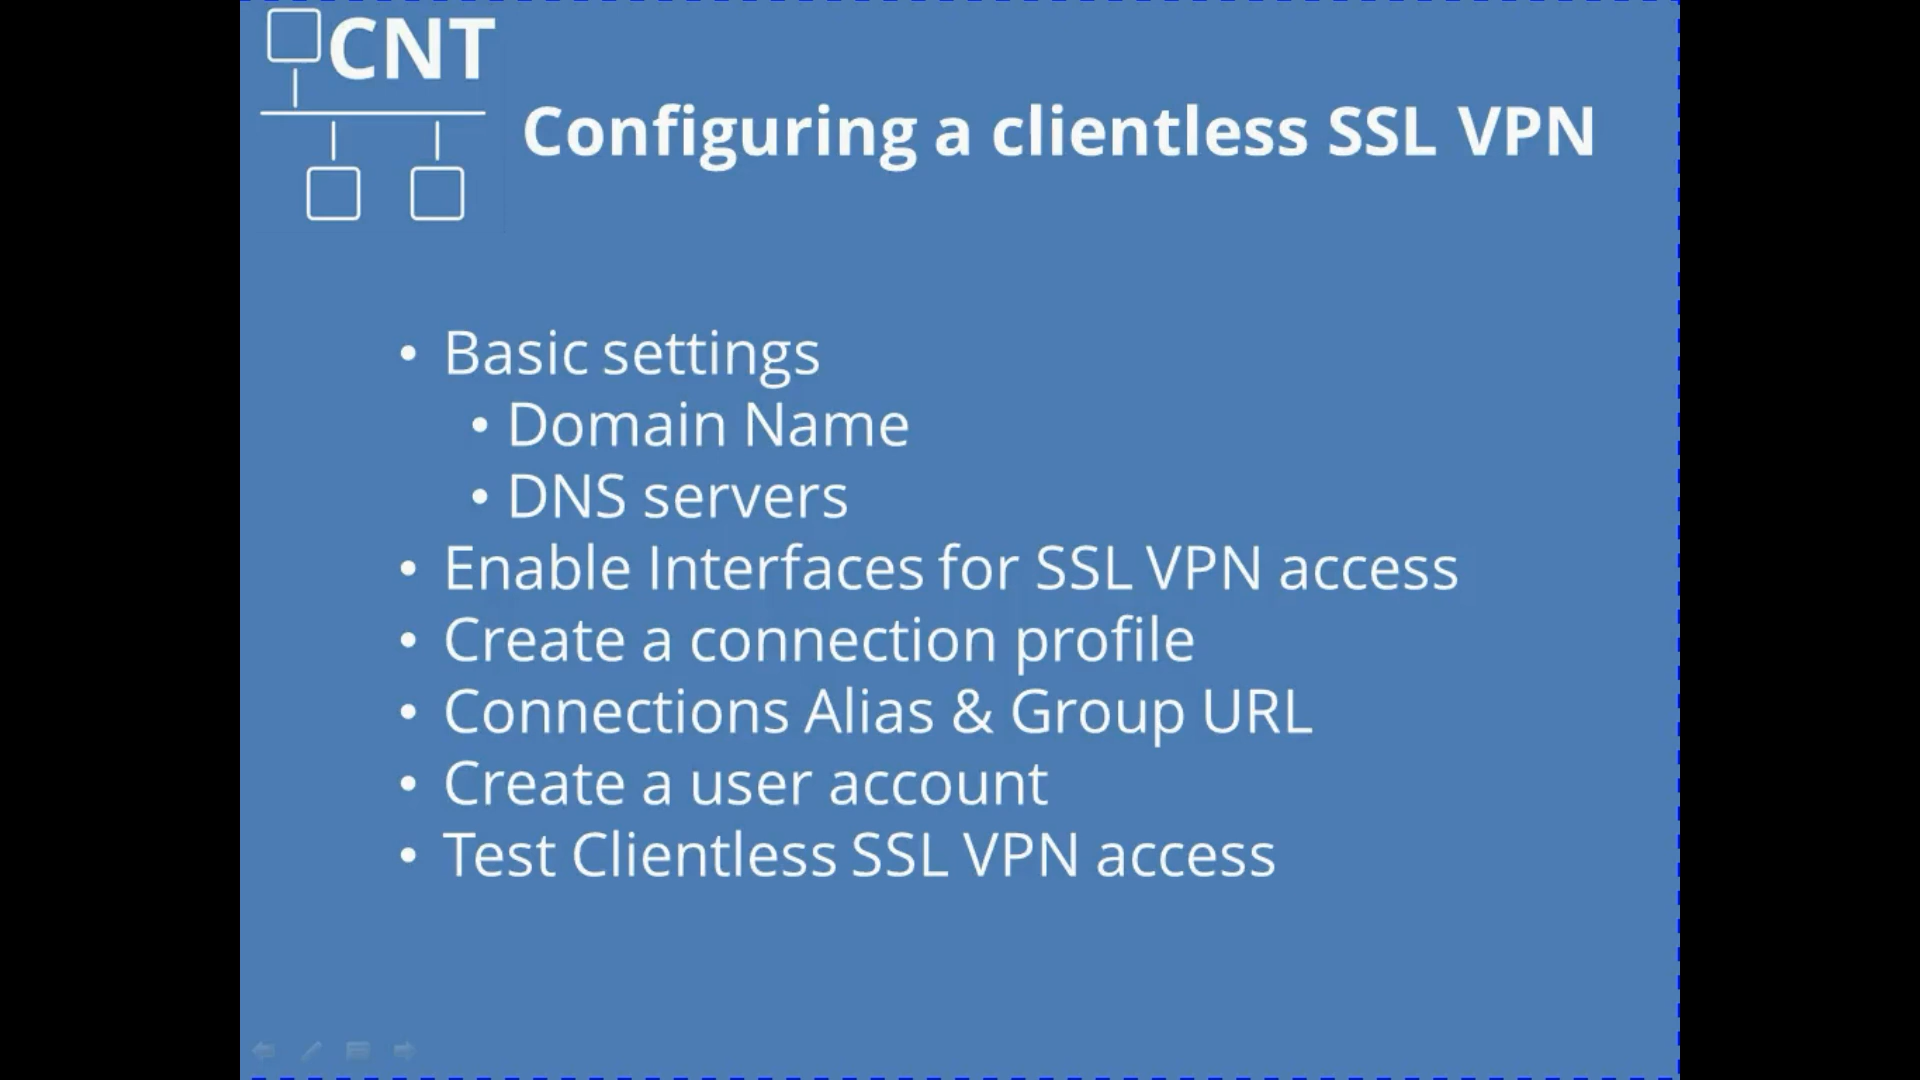 CNT
Configuring a clientless SSL VPN
• Basic settings
• Domain Name
• DNS servers
• Enable Interfaces for SSL VPN access
• Create a connection profile
• Connections Alias & Group URL
• Create a user account
• Test Clientless SSL VPN access